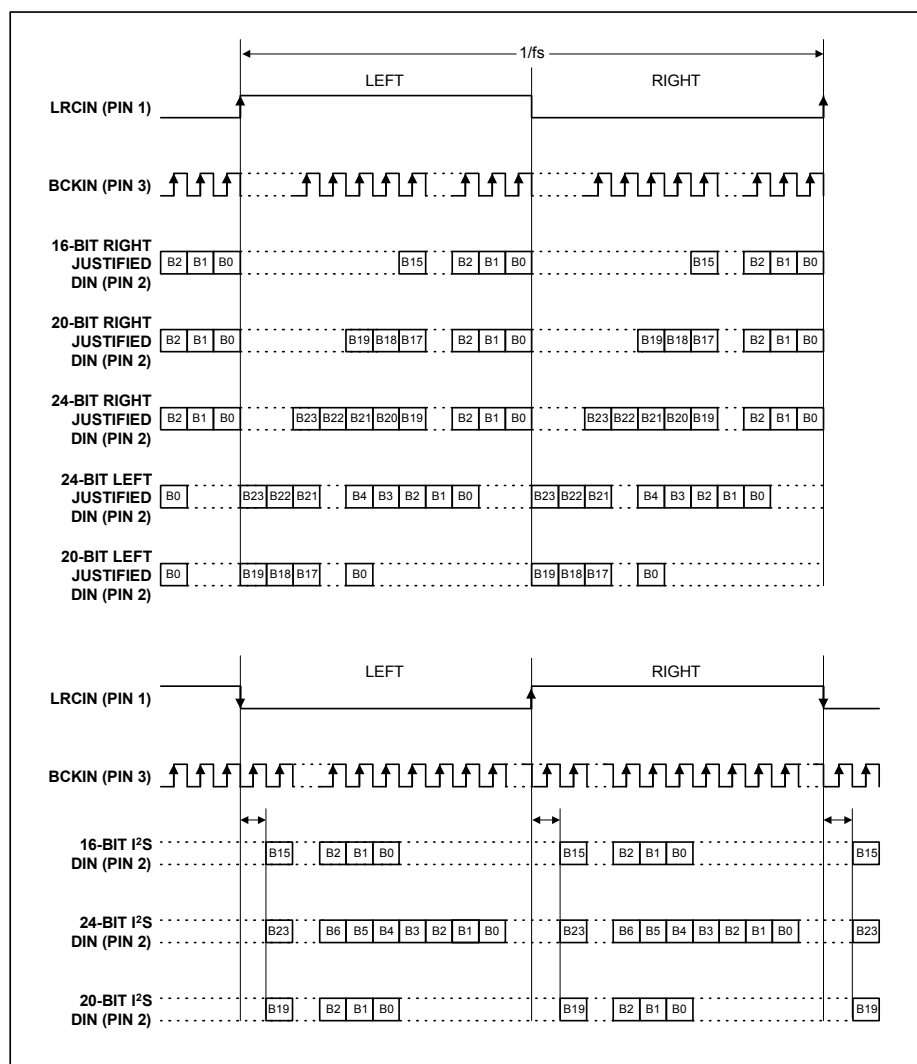 1/fs
LEFT RIGHT
LRCIN (PIN 1)
BCKIN (PIN 3)
16-BIT RIGHT
JUSTIFIED
DIN (PIN 2)
B2 B1 B0 B15 B2 B1 B0 B15 B2 B1 B0
20-BIT RIGHT
JUSTIFIED
DIN (PIN 2)
B2 B1 B0 B19 B18 B17 B2 B1 B0 B19 B18 B17 B2 B1 B0
24-BIT RIGHT
JUSTIFIED
DIN (PIN 2)
B2 B1 B0 B23 B22 B21 B20 B19 B2 B1 B0 B23 B22 B21 B20 B19 B2 B1 B0
24-BIT LEFT
JUSTIFIED
DIN (PIN 2)
B0 B23 B22 B21 B4 B3 B2 B1 B0 B23 B22 B21 B4 B3 B2 B1 B0
20-BIT LEFT
JUSTIFIED
DIN (PIN 2)
B0 B19 B18 B17 B0 B19 B18 B17 B0
LEFT RIGHT
LRCIN (PIN 1)
BCKIN (PIN 3)
16-BIT I²S
DIN (PIN 2)
B15 B2 B1 B0 B15 B2 B1 B0 B15
24-BIT I²S
DIN (PIN 2)
B23 B6 B5 B4 B3 B2 B1 B0 B23 B6 B5 B4 B3 B2 B1 B0 B23
20-BIT I²S
DIN (PIN 2)
B19 B2 B1 B0 B19 B2 B1 B0 B19